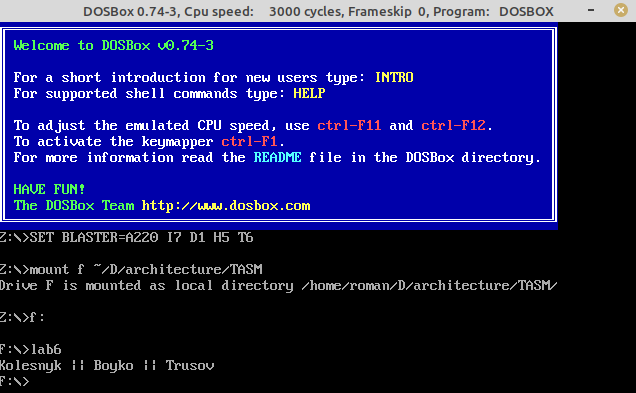 DOSBox 0.74-3, Cpu speed:    3000 cycles, Frameskip  0, Program:   DOSBOX
Welcome to DOSBox v0.74-3
For a short introduction for new users type: INTRO
For supported shell commands type: HELP
To adjust the emulated CPU speed, use ctrl-F11 and ctrl-F12.
To activate the keymapper ctrl-F1.
For more information read the README file in the DOSBox directory.
HAVE FUN!
The DOSBox Team http://www.dosbox.com
Z:\>SET BLASTER=A220 I7 D1 H5 T6
Z:\>mount f ~/D/architecture/TASM
Drive F is mounted as local directory /home/roman/D/architecture/TASM/
Z:\>f:
F:\>lab6
Kolesnyk || Boyko || Trusov
F:\>